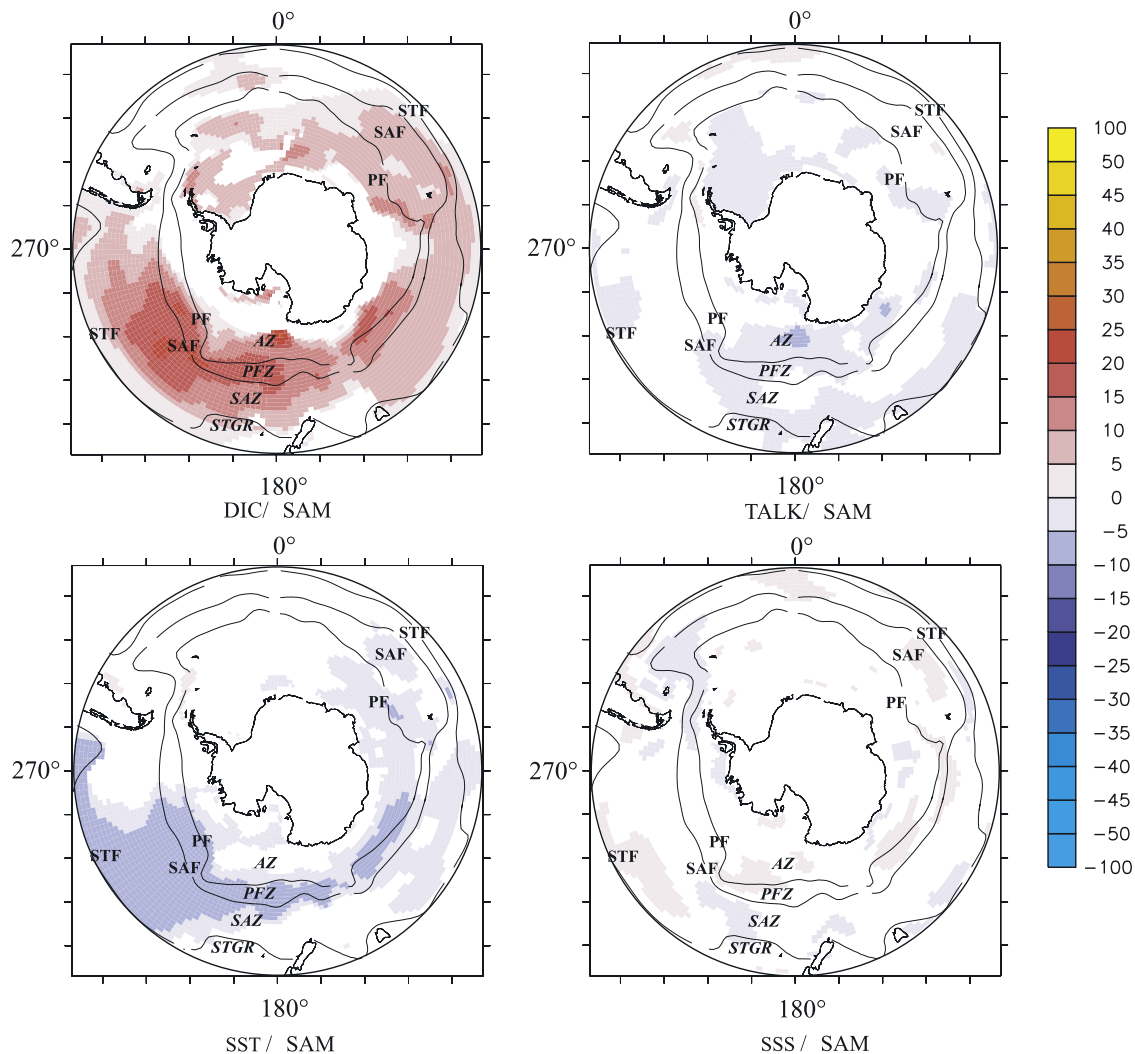 0°
0°
STF
SAF
PF
270°
STF
PF
SAF
AZ
PFZ
SAZ
STGR
180°
DIC/ SAM
STF
SAF
PF
270°
STF
PF
SAF
AZ
PFZ
SAZ
STGR
180°
TALK/ SAM
0°
0°
STF
SAF
PF
270°
STF
PF
SAF
AZ
PFZ
SAZ
STGR
180°
SST / SAM
STF
SAF
PF
270°
STF
PF
SAF
AZ
PFZ
SAZ
STGR
180°
SSS / SAM
100
50
45
40
35
30
25
20
15
10
5
0
-5
-10
-15
-20
-25
-30
-35
-40
-45
-50
-100